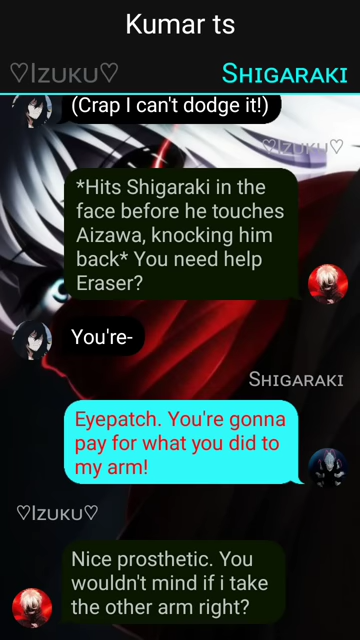 Kumar ts
♡Izuku♡
Shigaraki
(Crap I can't dodge it!)
♡Izuku♡
*Hits Shigaraki in the
face before he touches
Aizawa, knocking him
back* You need help
Eraser?
You're-
Shigaraki
Eyepatch. You're gonna
pay for what you did to
my arm!
♡Izuku♡
Nice prosthetic. You
wouldn't mind if i take
the other arm right?